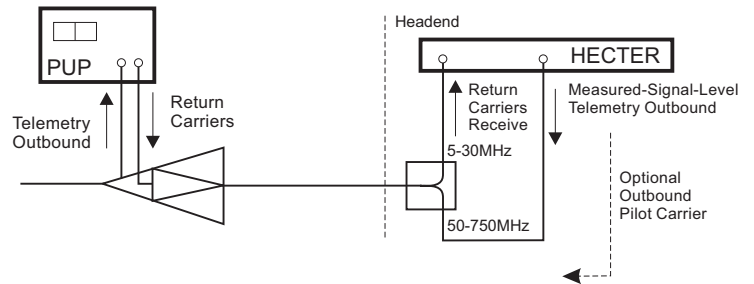 Headend
PUP
HECTER
Telemetry
Outbound
Return
Carriers
Return
Carriers
Receive
Measured-Signal-Level
Telemetry Outbound
5-30MHz
50-750MHz
Optional
Outbound
Pilot Carrier